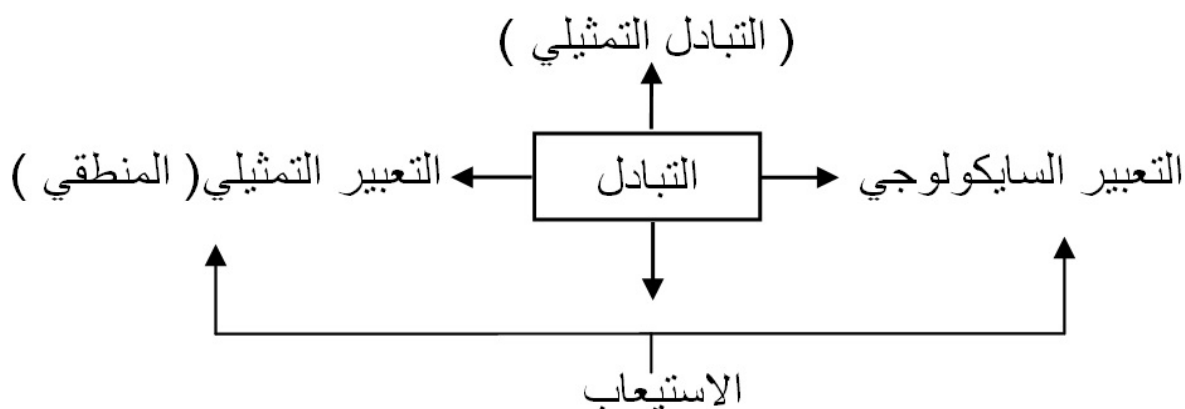 ( التبادل التمثيلي )
التعبير السايكولوجي
التبادل
التعبير التمثيلي( المنطقي )
الاستيعاب